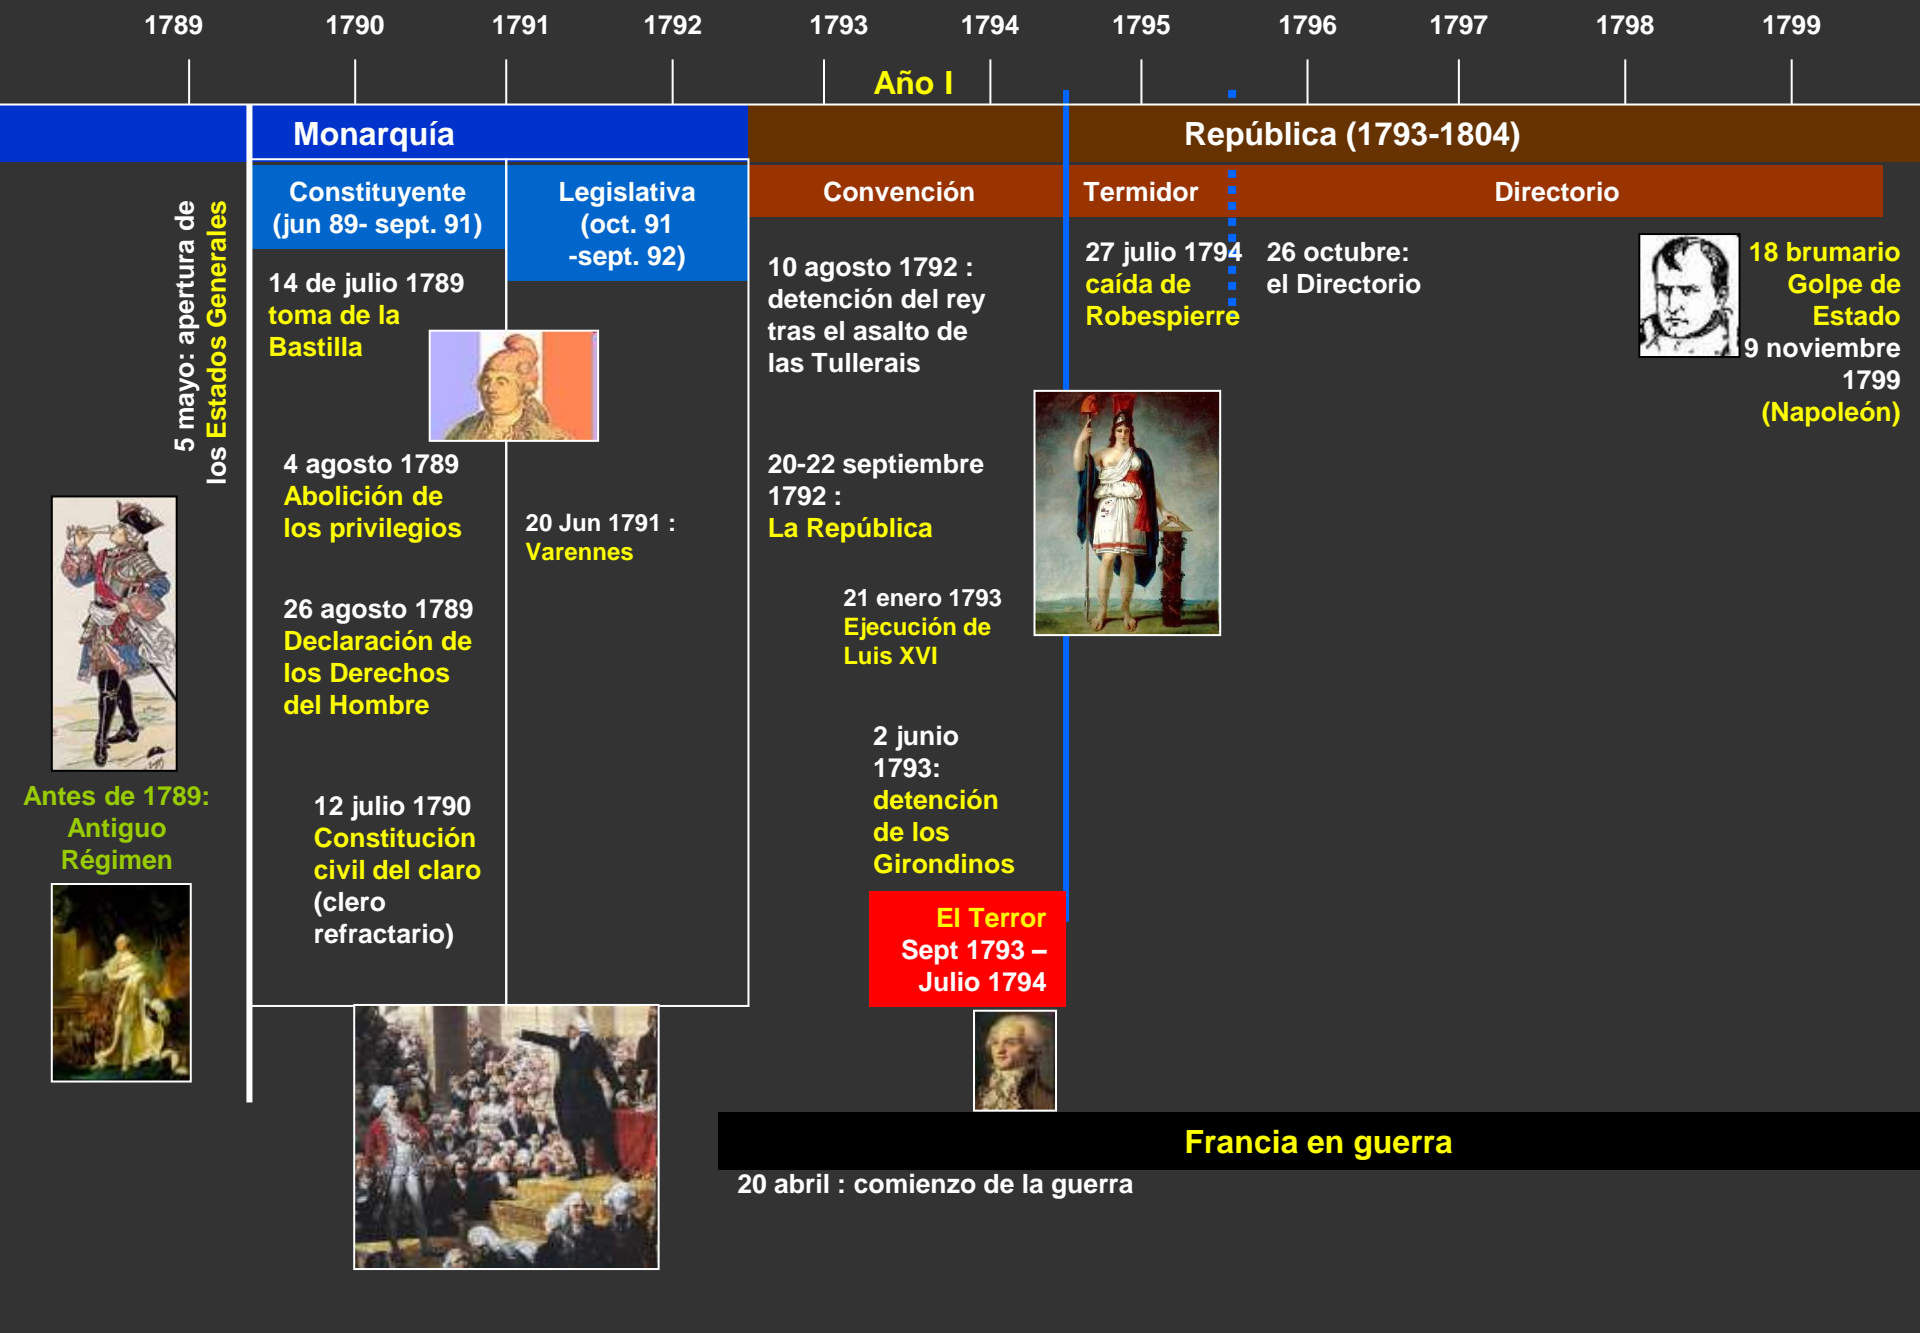 1789 1790 1791 1792 1793 1794 1795 1796 1797 1798 1799
Año I
Monarquía
República (1793-1804)
Constituyente
(jun 89- sept. 91)
Legislativa
(oct. 91
-sept. 92)
Convención
Termidor
Directorio
5 mayo: apertura de
los Estados Generales
Antes de 1789:
Antiguo
Régimen
14 de julio 1789
toma de la
Bastilla
4 agosto 1789
Abolición de
los privilegios
26 agosto 1789
Declaración de
los Derechos
del Hombre
12 julio 1790
Constitución
civil del claro
(clero
refractario)
20 Jun 1791 :
Varennes
10 agosto 1792 :
detención del rey
tras el asalto de
las Tullerais
20-22 septiembre
1792 :
La República
21 enero 1793
Ejecución de
Luis XVI
2 junio
1793:
detención
de los
Girondinos
El Terror
Sept 1793 –
Julio 1794
27 julio 1794
caída de
Robespierre
26 octubre:
el Directorio
18 brumario
Golpe de
Estado
9 noviembre
1799
(Napoleón)
Francia en guerra
20 abril : comienzo de la guerra